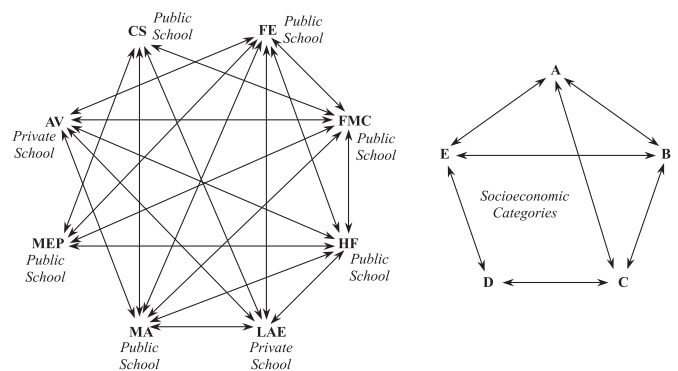 CS
Public
School
FE
Public
School
AV
Private
School
FMC
Public
School
MEP
Public
School
HF
Public
School
MA
Public
School
LAE
Private
School
A
E
B
Socioeconomic
Categories
D
C